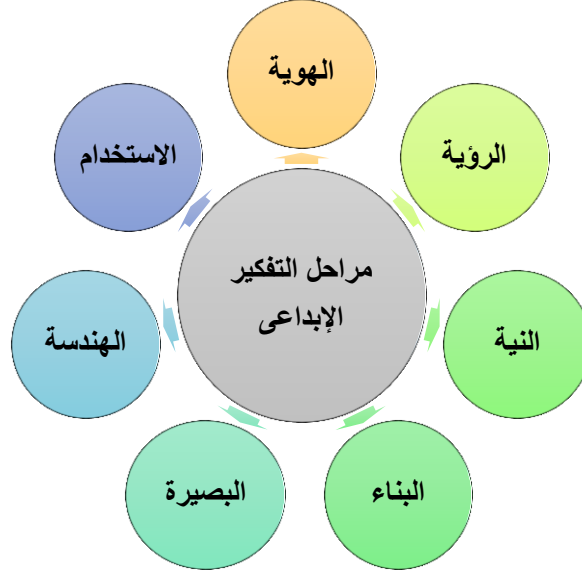 الهوية
الرؤية
النية
البناء
البصيرة
الهندسة
الاستخدام
مراحل التفكير
الإبداعى